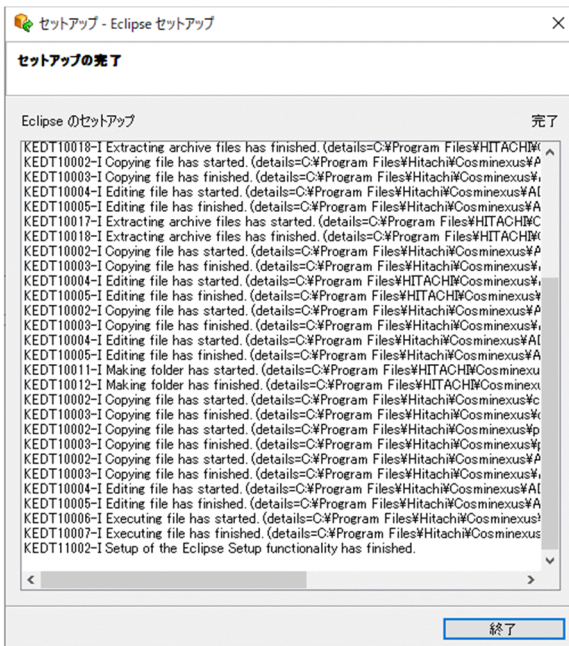 セットアップ - Eclipse セットアップ
セットアップの完了
Eclipse のセットアップ
完了
KEDT10018-I Extracting archive files has finished. (details=C:¥Program Files¥HITACHI¥
KEDT10002-I Copying file has started. (details=C:¥Program Files¥Hitachi¥Cosminexus¥A
KEDT10003-I Copying file has finished. (details=C:¥Program Files¥Hitachi¥Cosminexus¥
KEDT10004-I Editing file has started. (details=C:¥Program Files¥Hitachi¥Cosminexus¥AD
KEDT10005-I Editing file has finished. (details=C:¥Program Files¥Hitachi¥Cosminexus¥A
KEDT10017-I Extracting archive files has started. (details=C:¥Program Files¥HITACHI¥C
KEDT10018-I Extracting archive files has finished. (details=C:¥Program Files¥HITACHI¥
KEDT10002-I Copying file has started. (details=C:¥Program Files¥Hitachi¥Cosminexus¥A
KEDT10003-I Copying file has finished. (details=C:¥Program Files¥Hitachi¥Cosminexus¥
KEDT10004-I Editing file has started. (details=C:¥Program Files¥HITACHI¥Cosminexus¥
KEDT10005-I Editing file has finished. (details=C:¥Program Files¥HITACHI¥Cosminexus¥
KEDT10002-I Copying file has started. (details=C:¥Program Files¥Hitachi¥Cosminexus¥A
KEDT10003-I Copying file has finished. (details=C:¥Program Files¥Hitachi¥Cosminexus¥
KEDT10004-I Editing file has started. (details=C:¥Program Files¥Hitachi¥Cosminexus¥AD
KEDT10005-I Editing file has finished. (details=C:¥Program Files¥Hitachi¥Cosminexus¥A
KEDT10011-I Making folder has started. (details=C:¥Program Files¥HITACHI¥Cosminexu
KEDT10012-I Making folder has finished. (details=C:¥Program Files¥HITACHI¥Cosminexu
KEDT10002-I Copying file has started. (details=C:¥Program Files¥Hitachi¥Cosminexus¥c
KEDT10003-I Copying file has finished. (details=C:¥Program Files¥Hitachi¥Cosminexus¥c
KEDT10002-I Copying file has started. (details=C:¥Program Files¥Hitachi¥Cosminexus¥p
KEDT10003-I Copying file has finished. (details=C:¥Program Files¥Hitachi¥Cosminexus¥p
KEDT10002-I Copying file has started. (details=C:¥Program Files¥Hitachi¥Cosminexus¥A
KEDT10003-I Copying file has finished. (details=C:¥Program Files¥Hitachi¥Cosminexus¥
KEDT10004-I Editing file has started. (details=C:¥Program Files¥Hitachi¥Cosminexus¥AD
KEDT10005-I Editing file has finished. (details=C:¥Program Files¥Hitachi¥Cosminexus¥A
KEDT10006-I Executing file has started. (details=C:¥Program Files¥Hitachi¥Cosminexus¥
KEDT10007-I Executing file has finished. (details=C:¥Program Files¥Hitachi¥Cosminexus
KEDT11002-I Setup of the Eclipse Setup functionality has finished.
終了